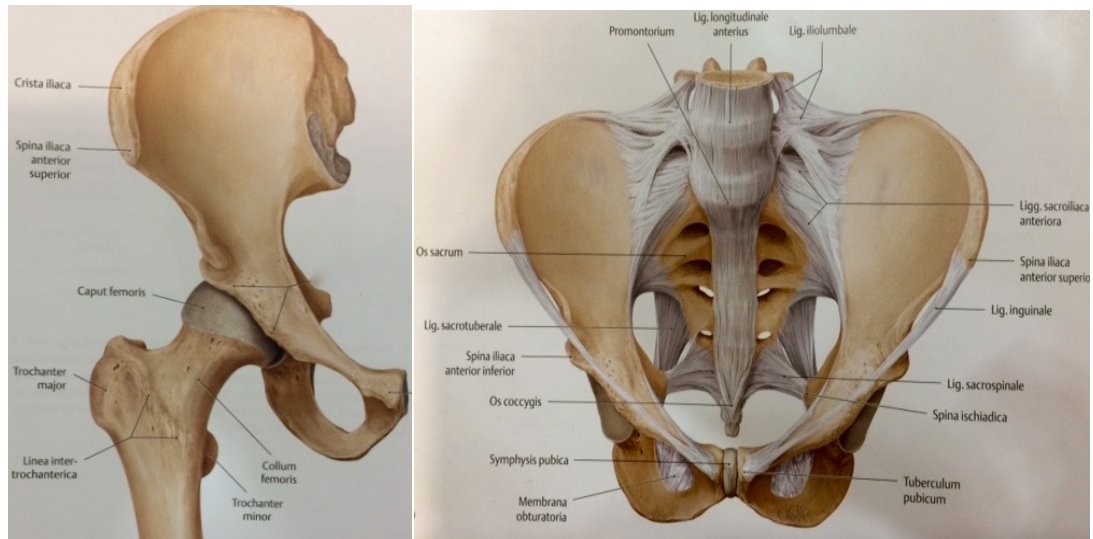 Crista iliaca
Spina iliaca
anterior
superior
Caput femoris
Trochanter
major
Linea inter-
trochanterica
Collum
femoris
Trochanter
minor
Promontorium
Lig. longitudinale
anterius
Lig. iliolumbale
Ligg. sacroiliaca
anteriora
Os sacrum
Spina iliaca
anterior superio
Lig. inguinale
Lig. sacrotuberale
Spina iliaca
anterior inferior
Lig. sacrospinale
Os coccygis
Spina ischiadica
Symphysis pubica
Tuberculum
pubicum
Membrana
obturatoria